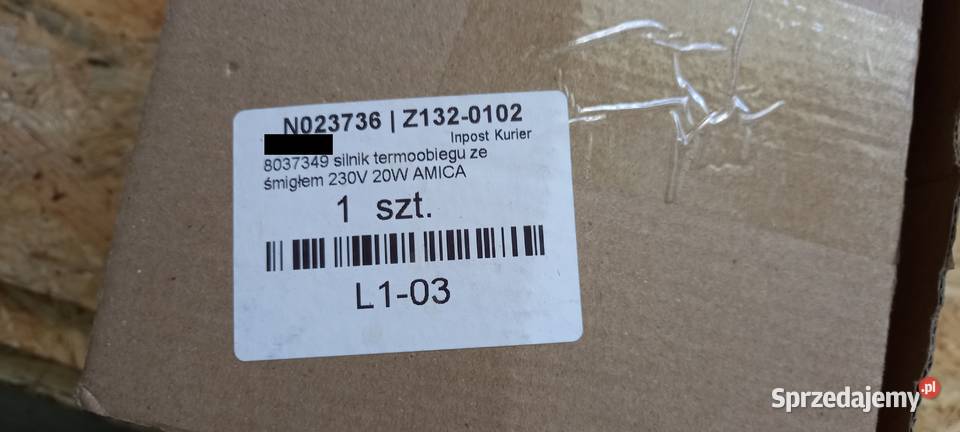 N023736 | Z132-0102
Inpost Kurier
8037349 silnik termoobiegu ze
śmigłem 230V 20W AMICA
1 szt.
L1-03
Sprzedajemy.pl